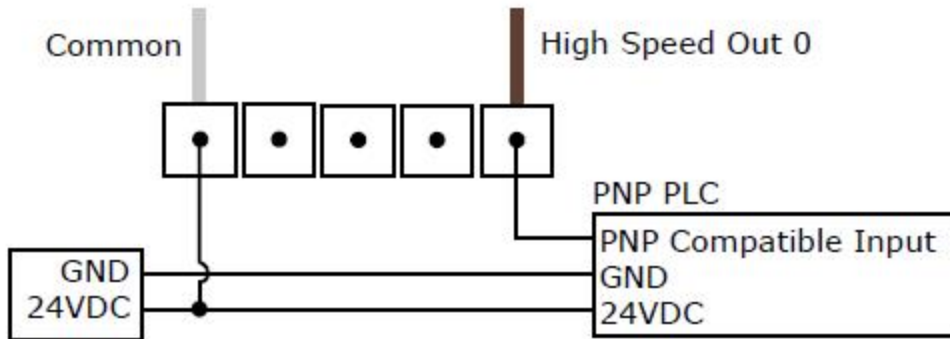 Common
High Speed Out 0
PNP PLC
PNP Compatible Input
GND
24VDC
GND
24VDC